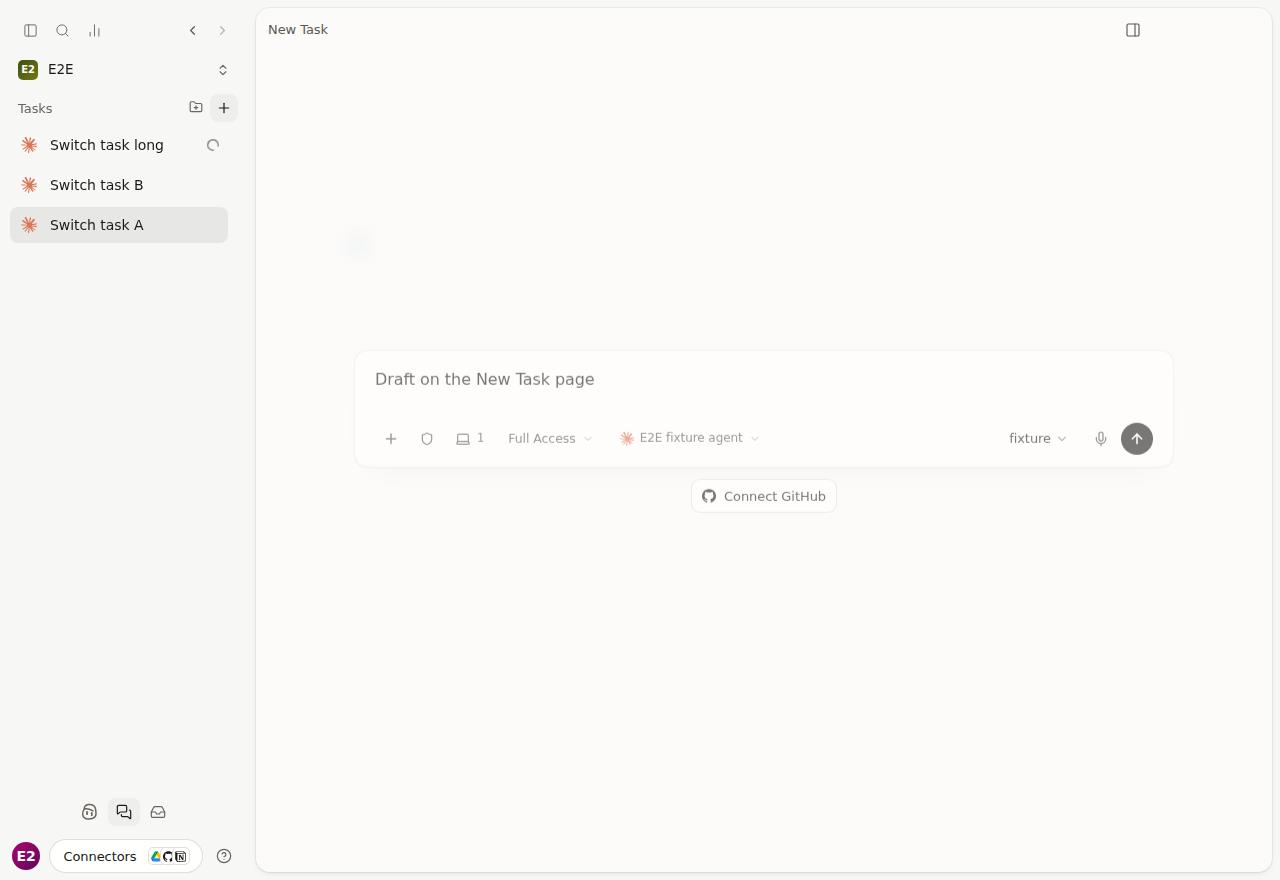 New Task
E2 E2E
Tasks
Switch task long
Switch task B
Switch task A
Draft on the New Task page
1 Full Access E2E fixture agent fixture
Connect GitHub
E2 Connectors